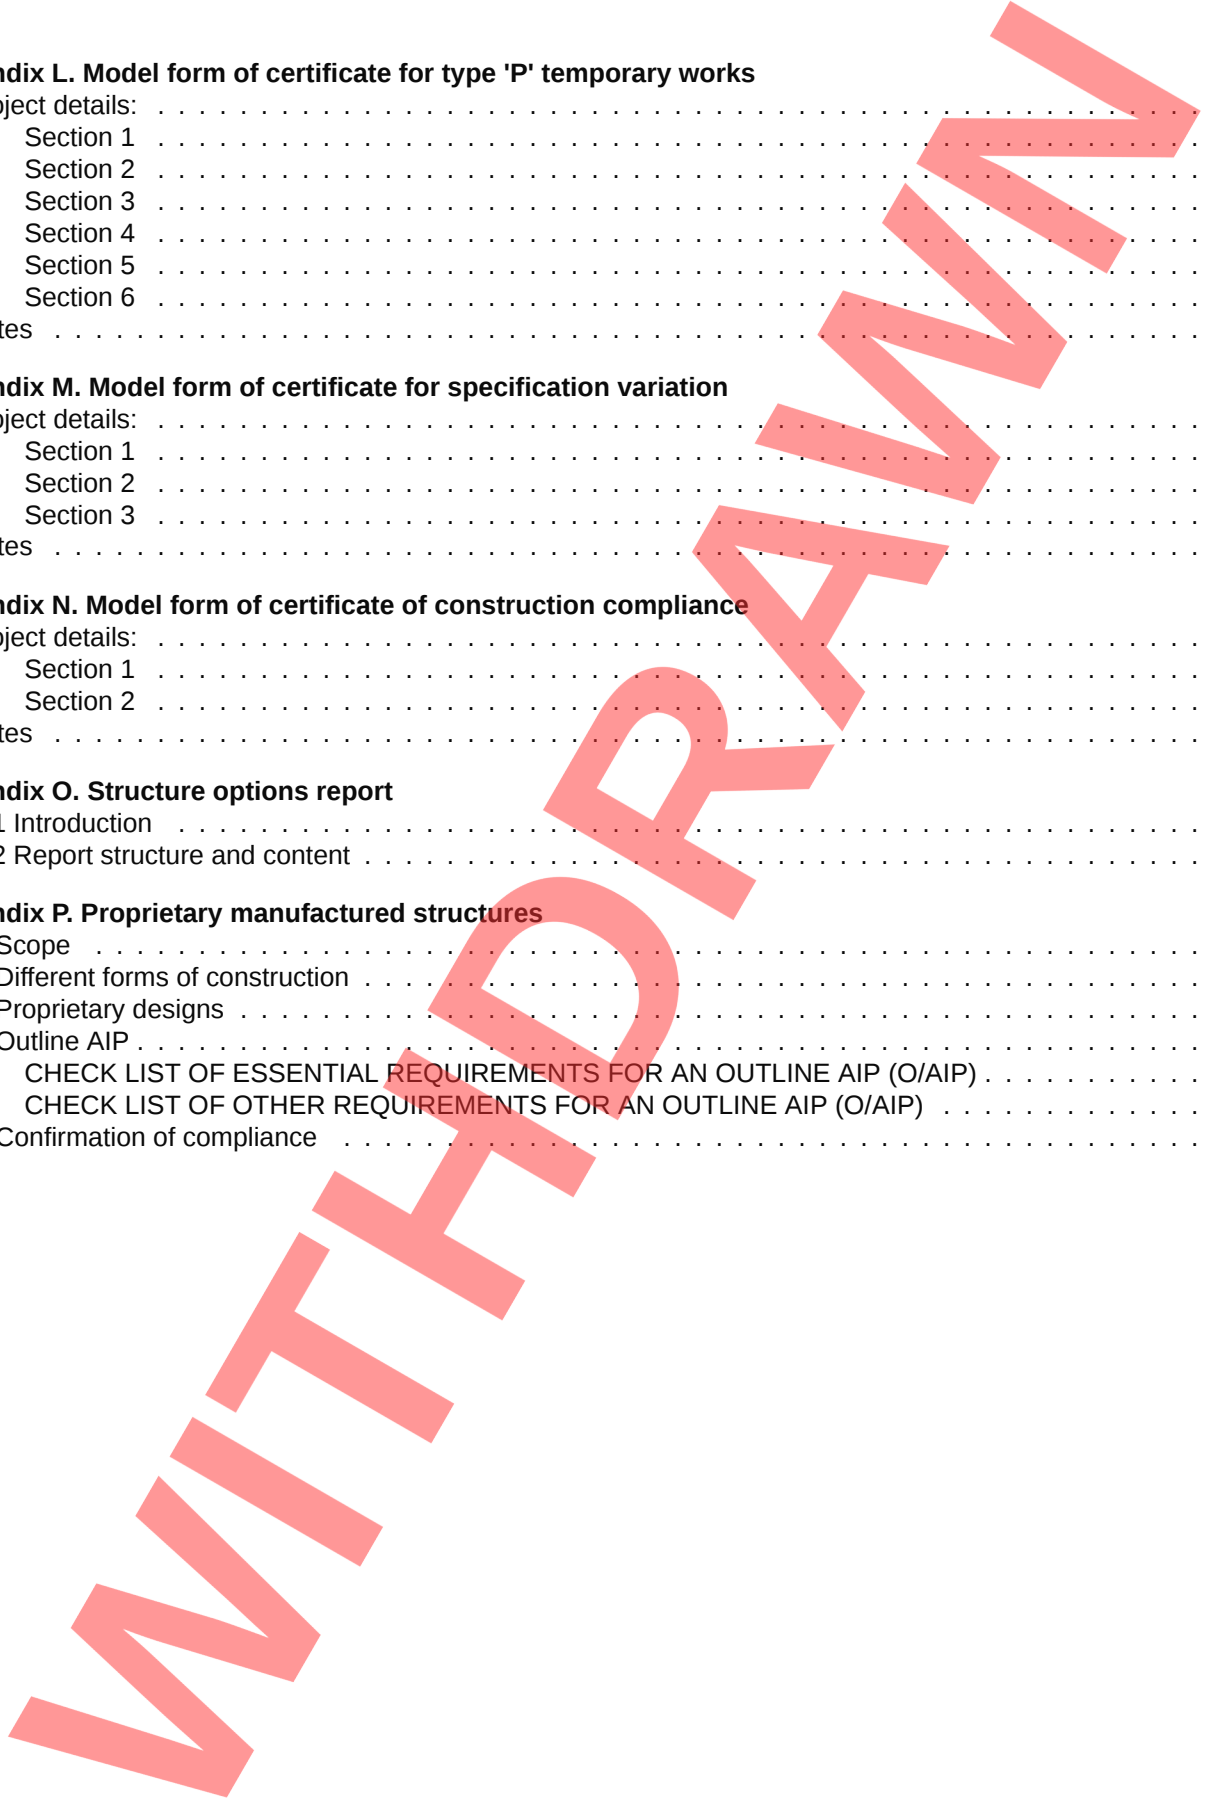 ndix L. Model form of certificate for type 'P' temporary works
ject details: . . . . . . . . . . . . . . . . . . . . . . . . . . . . . . . . . . . . . . . . . . . . . . . . . . .
Section 1 . . . . . . . . . . . . . . . . . . . . . . . . . . . . . . . . . . . . . . . . . . . . . . . . . . .
Section 2 . . . . . . . . . . . . . . . . . . . . . . . . . . . . . . . . . . . . . . . . . . . . . . . . . . .
Section 3 . . . . . . . . . . . . . . . . . . . . . . . . . . . . . . . . . . . . . . . . . . . . . . . . . . .
Section 4 . . . . . . . . . . . . . . . . . . . . . . . . . . . . . . . . . . . . . . . . . . . . . . . . . . .
Section 5 . . . . . . . . . . . . . . . . . . . . . . . . . . . . . . . . . . . . . . . . . . . . . . . . . . .
Section 6 . . . . . . . . . . . . . . . . . . . . . . . . . . . . . . . . . . . . . . . . . . . . . . . . . . .
tes . . . . . . . . . . . . . . . . . . . . . . . . . . . . . . . . . . . . . . . . . . . . . . . . . . . . . . . .
ndix M. Model form of certificate for specification variation
ject details: . . . . . . . . . . . . . . . . . . . . . . . . . . . . . . . . . . . . . . . . . . . . . . . . . . .
Section 1 . . . . . . . . . . . . . . . . . . . . . . . . . . . . . . . . . . . . . . . . . . . . . . . . . . .
Section 2 . . . . . . . . . . . . . . . . . . . . . . . . . . . . . . . . . . . . . . . . . . . . . . . . . . .
Section 3 . . . . . . . . . . . . . . . . . . . . . . . . . . . . . . . . . . . . . . . . . . . . . . . . . . .
tes . . . . . . . . . . . . . . . . . . . . . . . . . . . . . . . . . . . . . . . . . . . . . . . . . . . . . . . .
ndix N. Model form of certificate of construction compliance
ject details: . . . . . . . . . . . . . . . . . . . . . . . . . . . . . . . . . . . . . . . . . . . . . . . . . . .
Section 1 . . . . . . . . . . . . . . . . . . . . . . . . . . . . . . . . . . . . . . . . . . . . . . . . . . .
Section 2 . . . . . . . . . . . . . . . . . . . . . . . . . . . . . . . . . . . . . . . . . . . . . . . . . . .
tes . . . . . . . . . . . . . . . . . . . . . . . . . . . . . . . . . . . . . . . . . . . . . . . . . . . . . . . .
ndix O. Structure options report
1 Introduction . . . . . . . . . . . . . . . . . . . . . . . . . . . . . . . . . . . . . . . . . . . . . . . . . .
2 Report structure and content . . . . . . . . . . . . . . . . . . . . . . . . . . . . . . . . . . . . . . . . .
ndix P. Proprietary manufactured structures
Scope . . . . . . . . . . . . . . . . . . . . . . . . . . . . . . . . . . . . . . . . . . . . . . . . . . . . . .
Different forms of construction . . . . . . . . . . . . . . . . . . . . . . . . . . . . . . . . . . . . . . . . .
Proprietary designs . . . . . . . . . . . . . . . . . . . . . . . . . . . . . . . . . . . . . . . . . . . . . . .
Outline AIP . . . . . . . . . . . . . . . . . . . . . . . . . . . . . . . . . . . . . . . . . . . . . . . . . . . .
CHECK LIST OF ESSENTIAL REQUIREMENTS FOR AN OUTLINE AIP (O/AIP) . . . . . . . . . . .
CHECK LIST OF OTHER REQUIREMENTS FOR AN OUTLINE AIP (O/AIP) . . . . . . . . . . . . .
Confirmation of compliance . . . . . . . . . . . . . . . . . . . . . . . . . . . . . . . . . . . . . . . . . .
WITHDRAWN